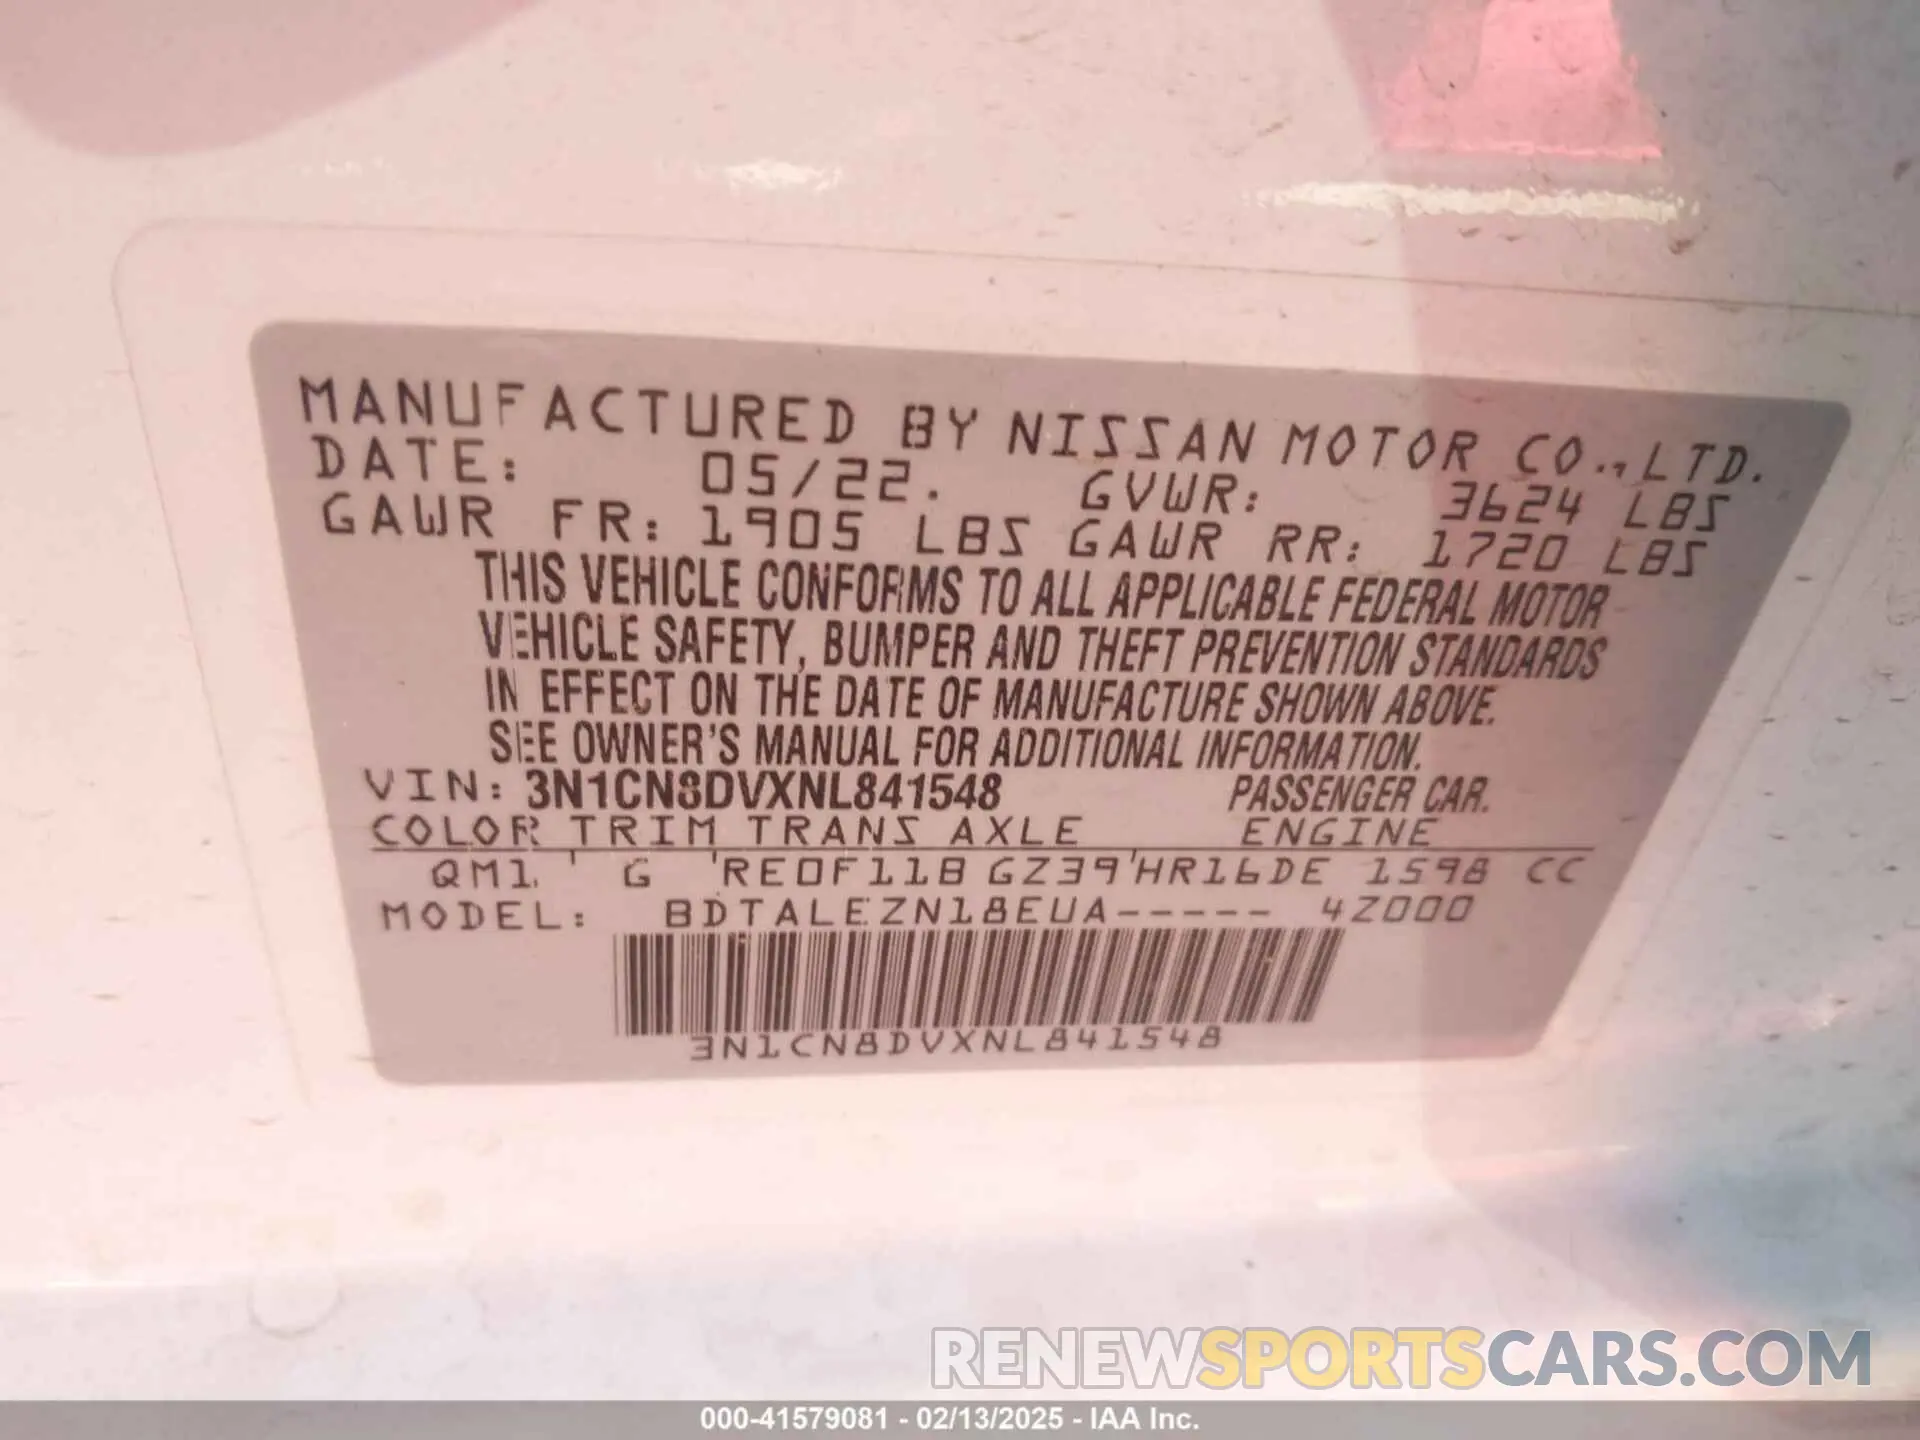 MANUFACTURED BY NISSAN MOTOR CO.,LTD.
DATE: 05/22. GVWR: 3624 LBS
GAWR FR: 1905 LBS GAWR RR: 1720 LBS
THIS VEHICLE CONFORMS TO ALL APPLICABLE FEDERAL MOTOR
VEHICLE SAFETY, BUMPER AND THEFT PREVENTION STANDARDS
IN EFFECT ON THE DATE OF MANUFACTURE SHOWN ABOVE.
SEE OWNER'S MANUAL FOR ADDITIONAL INFORMATION.
VIN: 3N1CN8DVXNL841548 PASSENGER CAR.
COLOR TRIM TRANS AXLE ENGINE
QM1 G RE0F11B GZ39 HR16DE 1598 CC
MODEL: BDTALEZN18EUA----- 4Z000
3N1CN8DVXNL841548
RENEWSPORTSCARS.COM
000-41579081 - 02/13/2025 - IAA Inc.